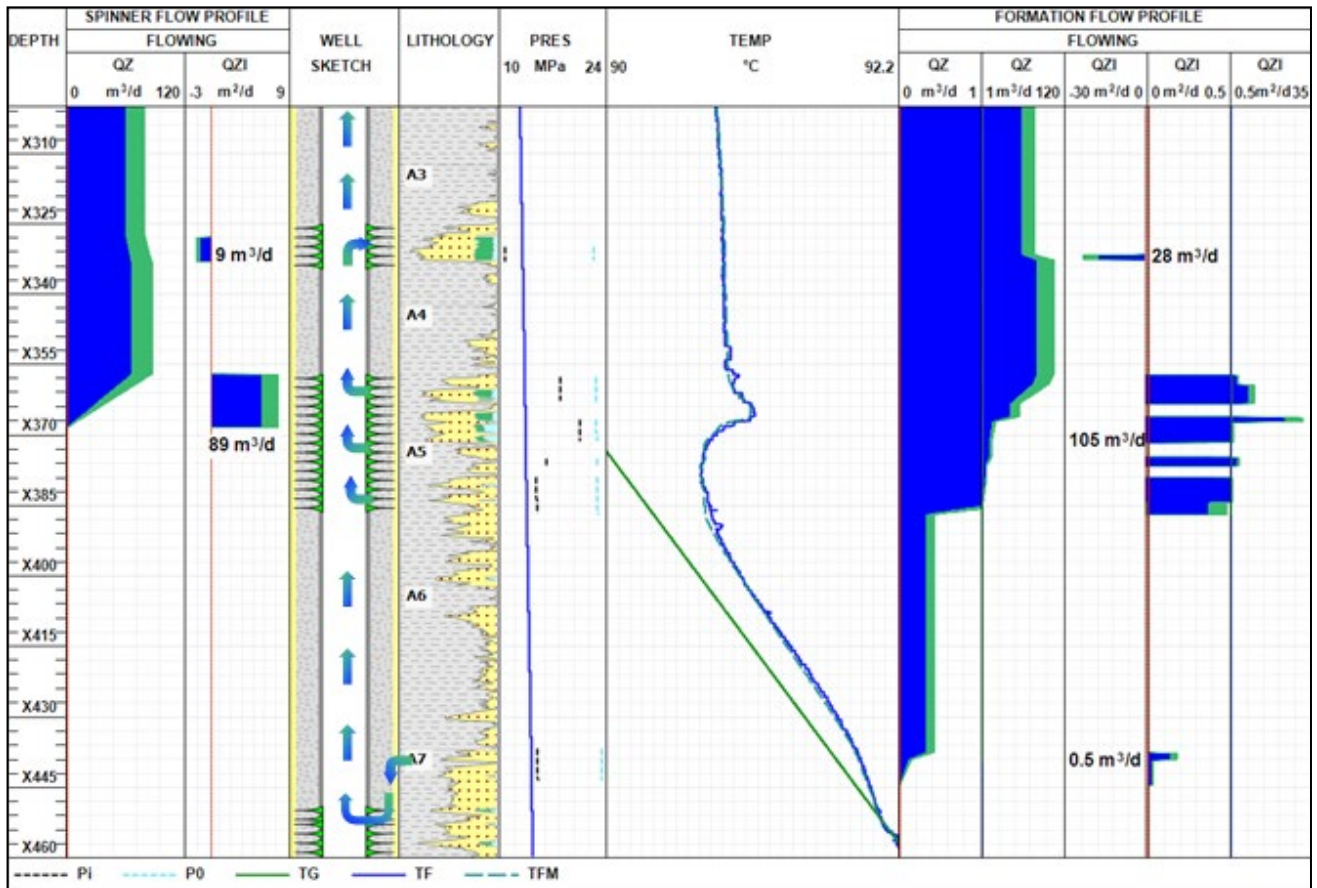 SPINNER FLOW PROFILE
FORMATION FLOW PROFILE
DEPTH
FLOWING
WELL
SKETCH
LITHOLOGY
PRES
TEMP
FLOWING
QZ
QZI
10 MPa 24
90 °C 92.2
QZ
QZ
QZI
QZI
QZI
0 m³/d 120
-3 m²/d 9
0 m³/d 1
1 m³/d 120
-30 m²/d 0
0 m²/d 0.5
0.5 m²/d 35
X310
A3
X325
9 m³/d
28 m³/d
X340
A4
X355
X370
89 m³/d
105 m³/d
A5
X385
X400
A6
X415
X430
A7
0.5 m³/d
X445
X460
Pi P0 TG TF TFM